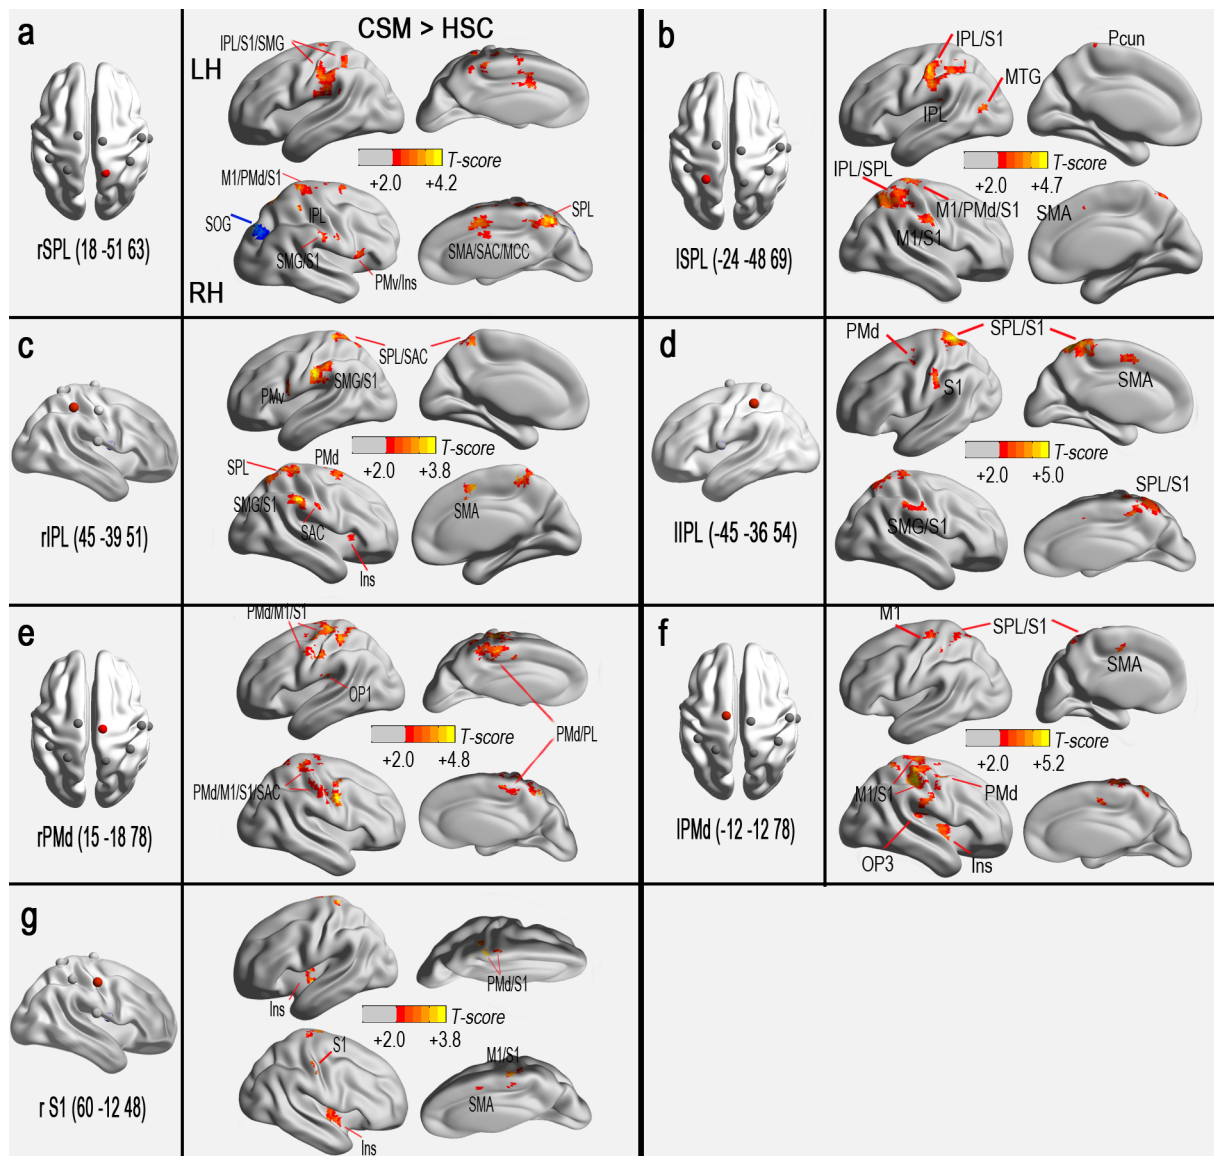 a
CSM > HSC
IPL/S1/SMG
LH
T-score
+2.0
+4.2
M1/PMd/S1
SOG
IPL
SPL
SMG/S1
SMA/SAC/MCC
PMv/Ins
RH
rSPL (18 -51 63)
b
IPL/S1
Pcun
MTG
IPL
T-score
+2.0
+4.7
IPL/SPL
M1/PMd/S1
SMA
M1/S1
lSPL (-24 -48 69)
c
SPL/SAC
SMG/S1
PMv
T-score
+2.0
+3.8
SPL
PMd
SMG/S1
SMA
SAC
Ins
rIPL (45 -39 51)
d
PMd
SPL/S1
S1
SMA
T-score
+2.0
+5.0
SPL/S1
SMG/S1
lIPL (-45 -36 54)
e
PMd/M1/S1
OP1
T-score
+2.0
+4.8
PMd/PL
PMd/M1/S1/SAC
rPMd (15 -18 78)
f
M1
SPL/S1
SMA
T-score
+2.0
+5.2
M1/S1
PMd
OP3
Ins
lPMd (-12 -12 78)
g
Ins
PMd/S1
T-score
+2.0
+3.8
S1
M1/S1
SMA
Ins
r S1 (60 -12 48)